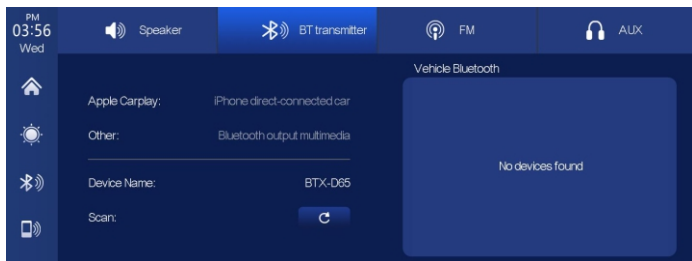 PM
03:56
Wed
Speaker
BT transmitter
FM
AUX
Vehicle Bluetooth
Apple Carplay: iPhone direct-connected car
Other: Bluetooth output multimedia
No devices found
Device Name: BTX-D65
Scan: